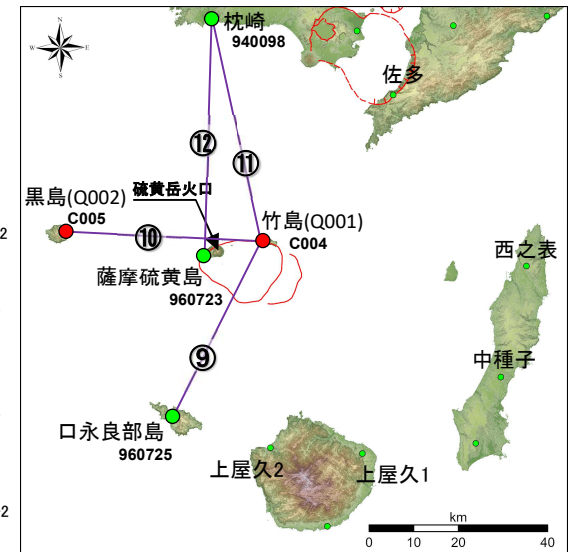 枕崎
940098
N
W E
S
佐多
⑫
⑪
硫黄岳火口
黒島(Q002)
C005
⑩
竹島(Q001)
C004
2
薩摩硫黄島
960723
西之表
⑨
中種子
口永良部島
960725
上屋久2
上屋久1
2
km
0 10 20 40